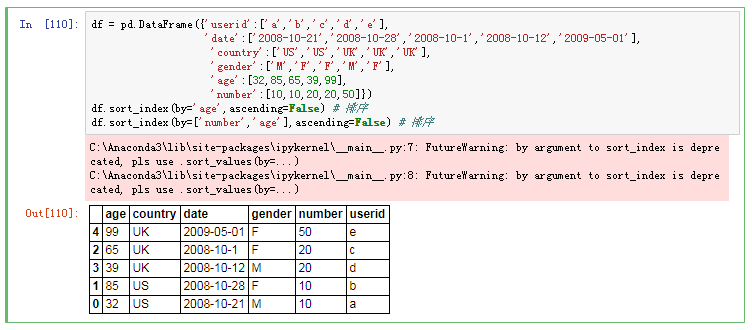 In [110]: df = pd.DataFrame({'userid':['a','b','c','d','e'],
'date':['2008-10-21','2008-10-28','2008-10-1','2008-10-12','2009-05-01'],
'country':['US','US','UK','UK','UK'],
'gender':['M','F','F','M','F'],
'age':[32,85,65,39,99],
'number':[10,10,20,20,50]})
df.sort_index(by='age',ascending=False) # 排序
df.sort_index(by=['number','age'],ascending=False) # 排序
C:\Anaconda3\lib\site-packages\ipykernel\__main__.py:7: FutureWarning: by argument to sort_index is depre
cated, pls use .sort_values(by=...)
C:\Anaconda3\lib\site-packages\ipykernel\__main__.py:8: FutureWarning: by argument to sort_index is depre
cated, pls use .sort_values(by=...)
Out[110]:
age country date gender number userid
4 99 UK 2009-05-01 F 50 e
2 65 UK 2008-10-1 F 20 c
3 39 UK 2008-10-12 M 20 d
1 85 US 2008-10-28 F 10 b
0 32 US 2008-10-21 M 10 a